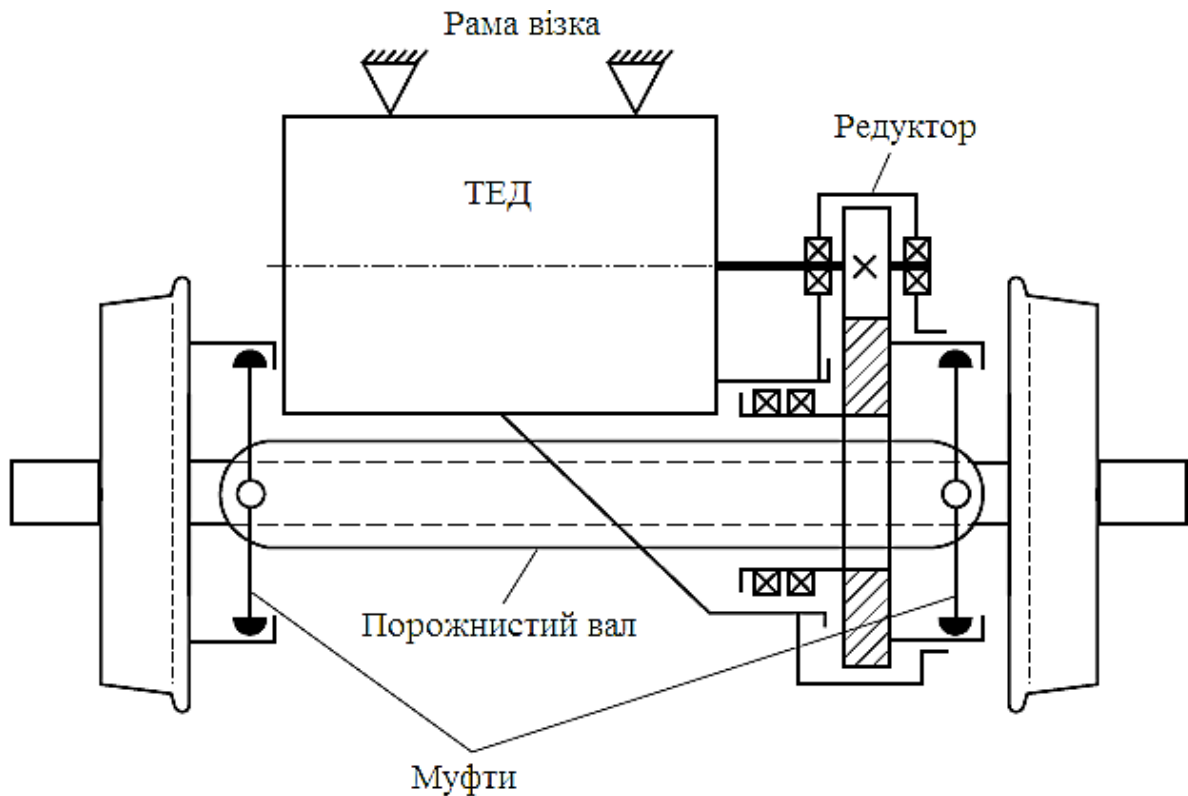 Рама візка
Редуктор
ТЕД
Порожнистий вал
Муфти